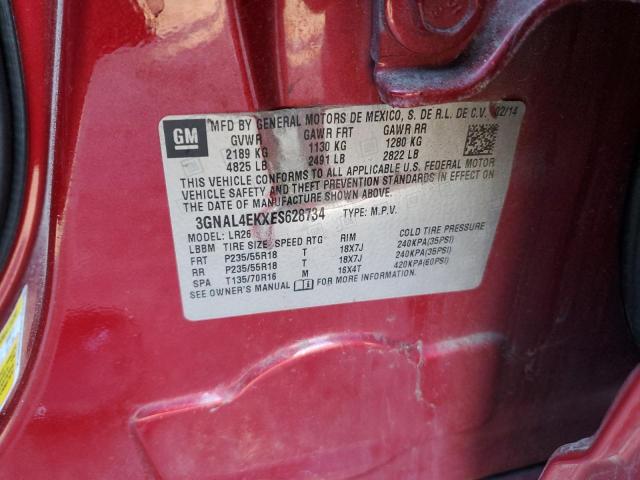 GM
MFD BY GENERAL MOTORS DE MEXICO, S. DE R.L. DE C.V. 02/14
GVWR GAWR FRT GAWR RR
2189 KG 1130 KG 1280 KG
4825 LB 2491 LB 2822 LB
THIS VEHICLE CONFORMS TO ALL APPLICABLE U.S. FEDERAL MOTOR
VEHICLE SAFETY AND THEFT PREVENTION STANDARDS IN EFFECT ON
THE DATE OF MANUFACTURE SHOWN ABOVE.
3GNAL4EKXES628734 TYPE: M.P.V.
MODEL: LR26
LBBM TIRE SIZE SPEED RTG RIM COLD TIRE PRESSURE
FRT P235/55R18 T 18X7J 240KPA(35PSI)
RR P235/55R18 T 18X7J 240KPA(35PSI)
SPA T135/70R16 M 16X4T 420KPA(60PSI)
SEE OWNER'S MANUAL FOR MORE INFORMATION.